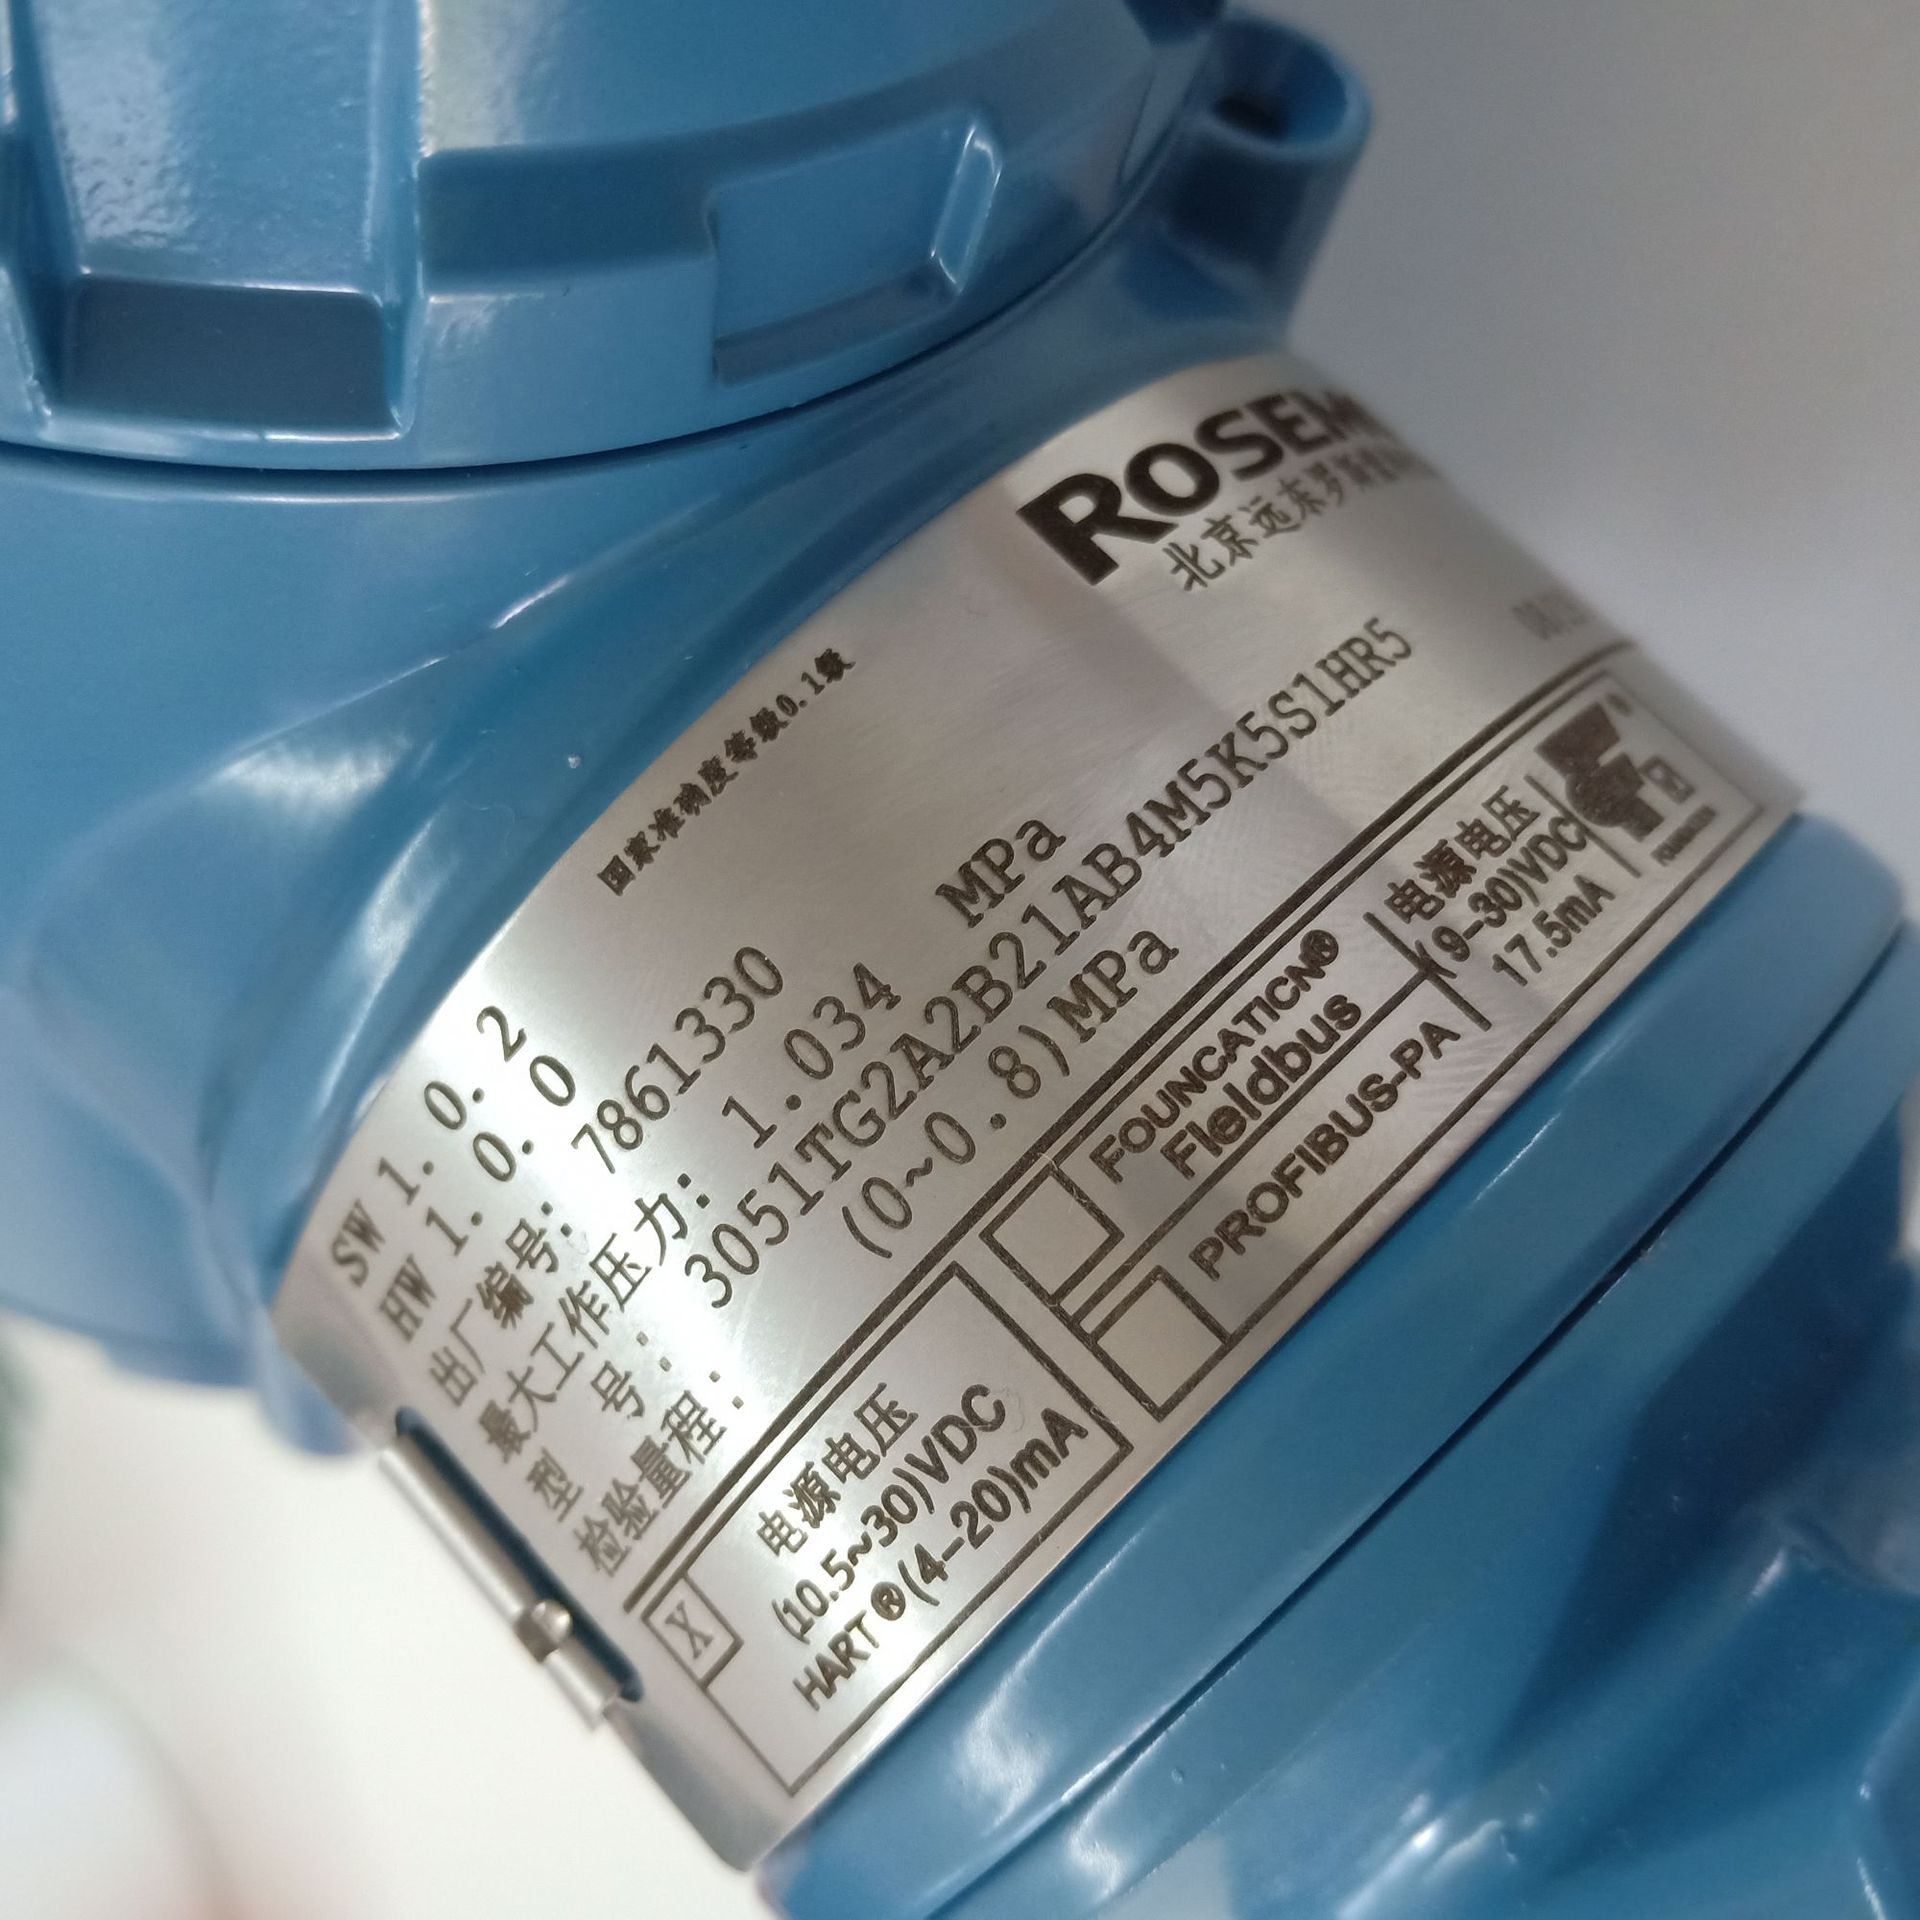 ROSEM
北京远东罗斯蒙
国家准确度等级0.1级
SW 1. 0. 2
HW 1. 0. 0
出厂编号: 7861330
最大工作压力: 1.034 MPa
型 号: 3051TG2A2B21AB4M5K5S1HR5
检验量程: (0~0.8)MPa
X
电源电压
(10.5~30)VDC
HART ®(4-20)mA
FOUNCATICN®
Fieldbus
PROFIBUS-PA
电源电压
(9-30)VDC
17.5mA